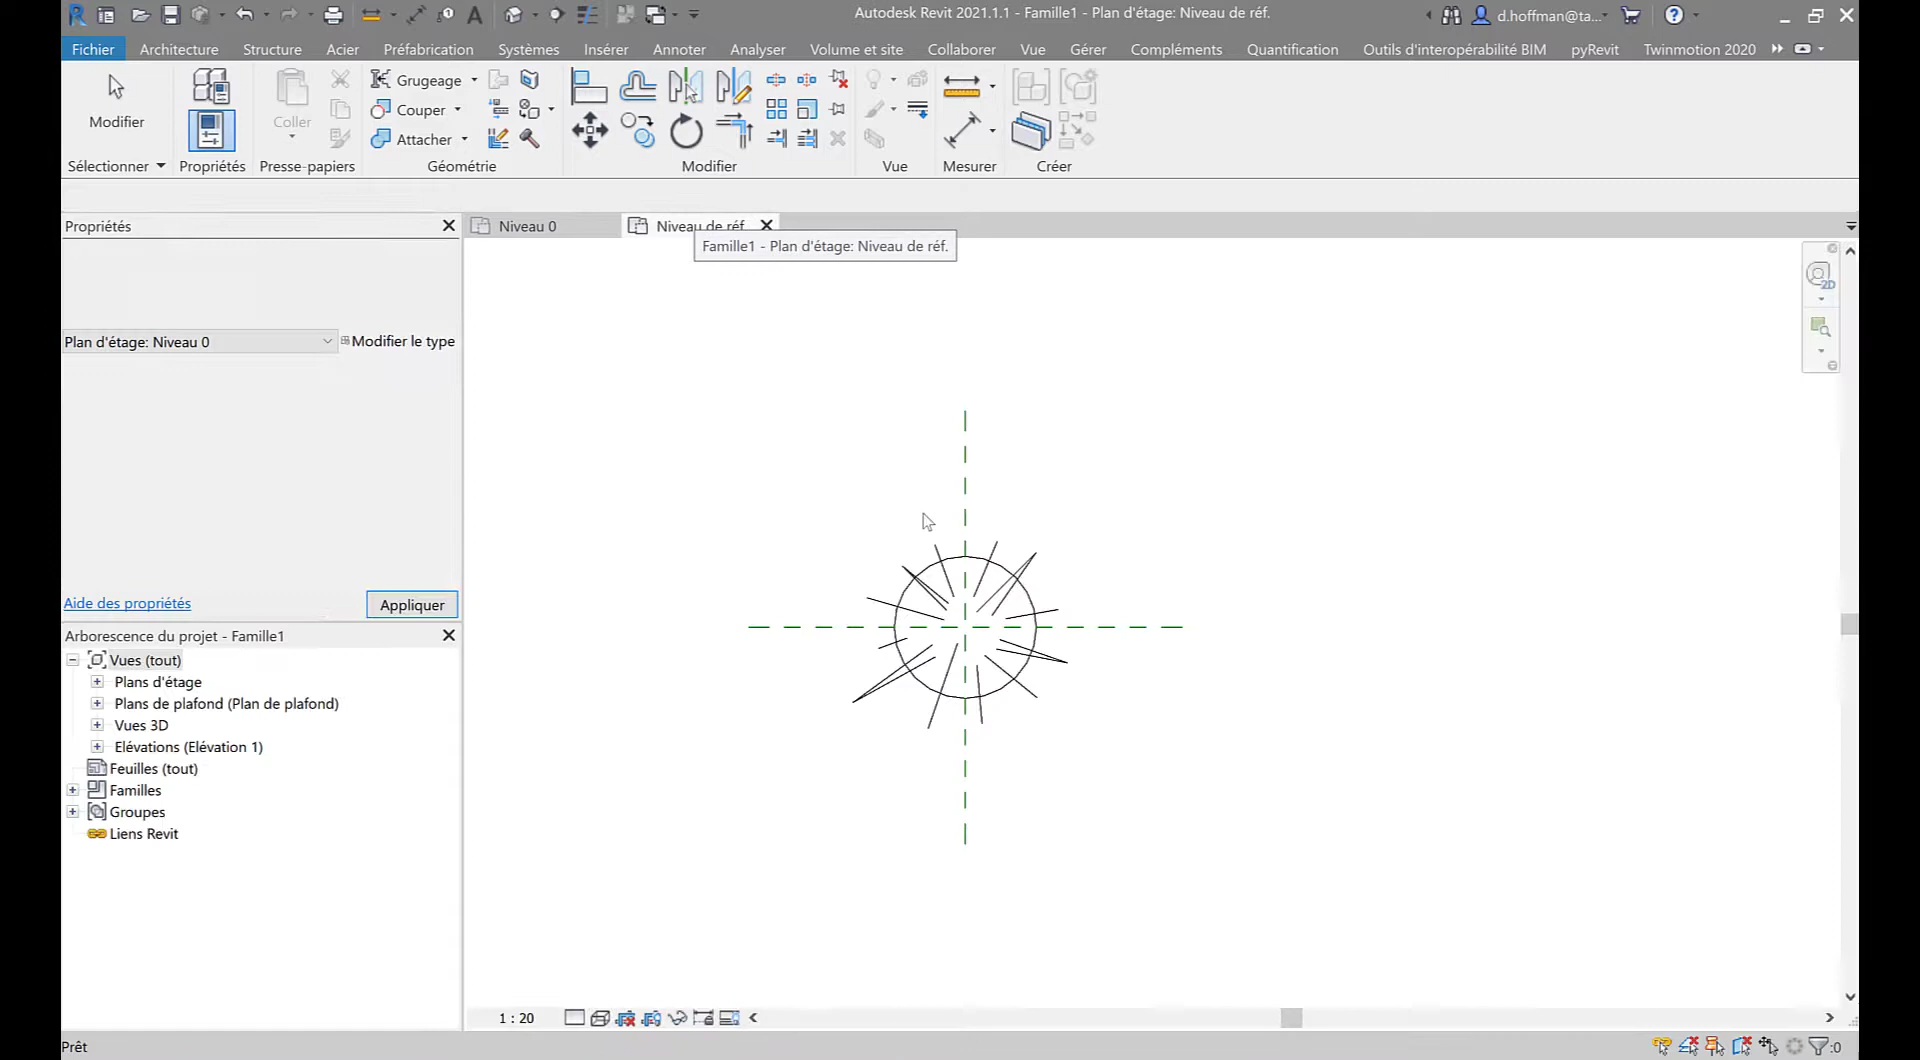 Autodesk Revit 2021.1.1 - Famille1 - Plan d'étage: Niveau de réf.
d.hoffman@ta...
Fichier Architecture Structure Acier Préfabrication Systèmes Insérer Annoter Analyser Volume et site Collaborer Vue Gérer Compléments Quantification Outils d'interopérabilité BIM pyRevit Twinmotion 2020
Grugeage
Couper
Attacher
Modifier
Coller
Sélectionner Propriétés Presse-papiers Géométrie Modifier Vue Mesurer Créer
Propriétés
Niveau 0
Niveau de réf.
Famille1 - Plan d'étage: Niveau de réf.
2D
Plan d'étage: Niveau 0
Modifier le type
Aide des propriétés
Appliquer
Arborescence du projet - Famille1
Vues (tout)
Plans d'étage
Plans de plafond (Plan de plafond)
Vues 3D
Elévations (Elévation 1)
Feuilles (tout)
Familles
Groupes
Liens Revit
1 : 20
Prêt
:0